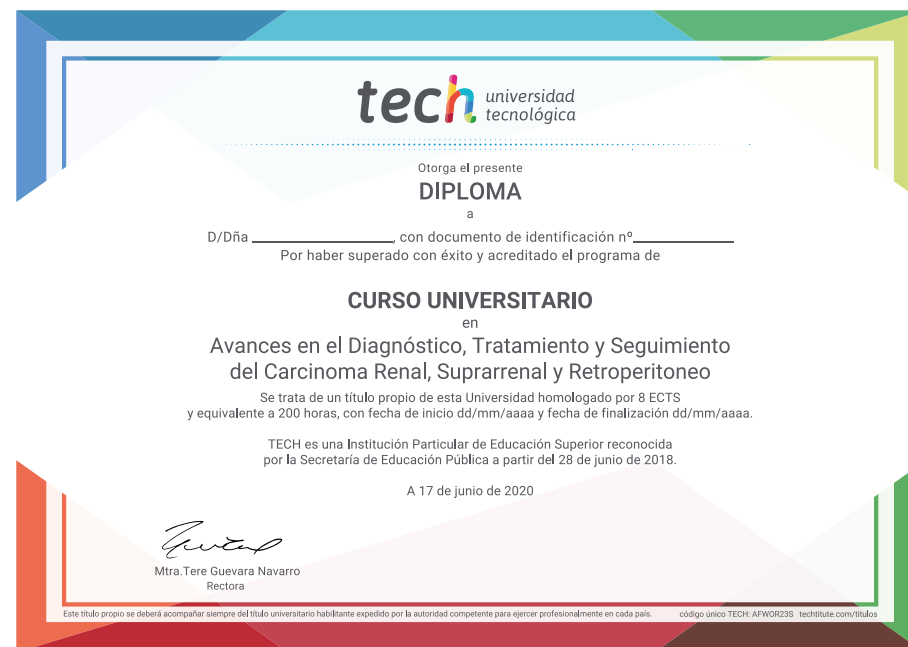 tech universidad
tecnológica
Otorga el presente
DIPLOMA
a
D/Dña ____________________, con documento de identificación nº______________
Por haber superado con éxito y acreditado el programa de
CURSO UNIVERSITARIO
en
Avances en el Diagnóstico, Tratamiento y Seguimiento
del Carcinoma Renal, Suprarrenal y Retroperitoneo
Se trata de un título propio de esta Universidad homologado por 8 ECTS
y equivalente a 200 horas, con fecha de inicio dd/mm/aaaa y fecha de finalización dd/mm/aaaa.
TECH es una Institución Particular de Educación Superior reconocida
por la Secretaría de Educación Pública a partir del 28 de junio de 2018.
A 17 de junio de 2020
Mtra.Tere Guevara Navarro
Rectora
Este título propio se deberá acompañar siempre del título universitario habilitante expedido por la autoridad competente para ejercer profesionalmente en cada país. código único TECH: AFWOR23S techtitute.com/titulos